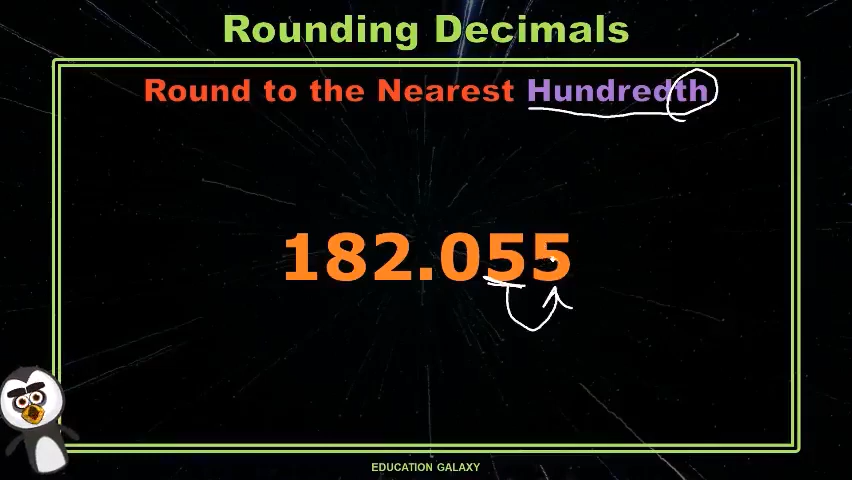 Rounding Decimals
Round to the Nearest Hundredth
182.055
EDUCATION GALAXY